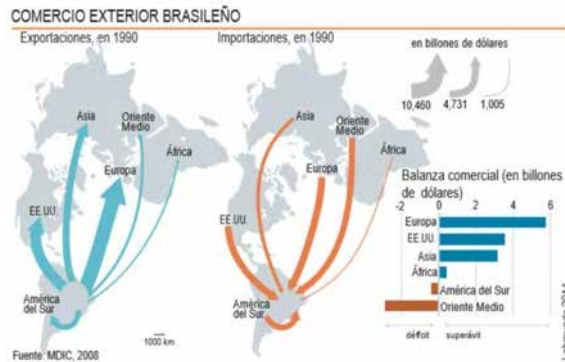 COMERCIO EXTERIOR BRASILEÑO
Exportaciones, en 1990
Importaciones, en 1990
en billones de dólares
10,460
4,731
1,005
Asia
Oriente
Medio
África
Europa
EE.UU.
América
del Sur
Asia
Oriente
Medio
África
Europa
EE.UU.
América
del Sur
1000 km
Balanza comercial (en billones
de dólares)
-2 0 2 4 6
Europa
EE.UU.
Asia
África
América del Sur
Oriente Medio
déficit superávit
Fuente: MDIC, 2008
2014